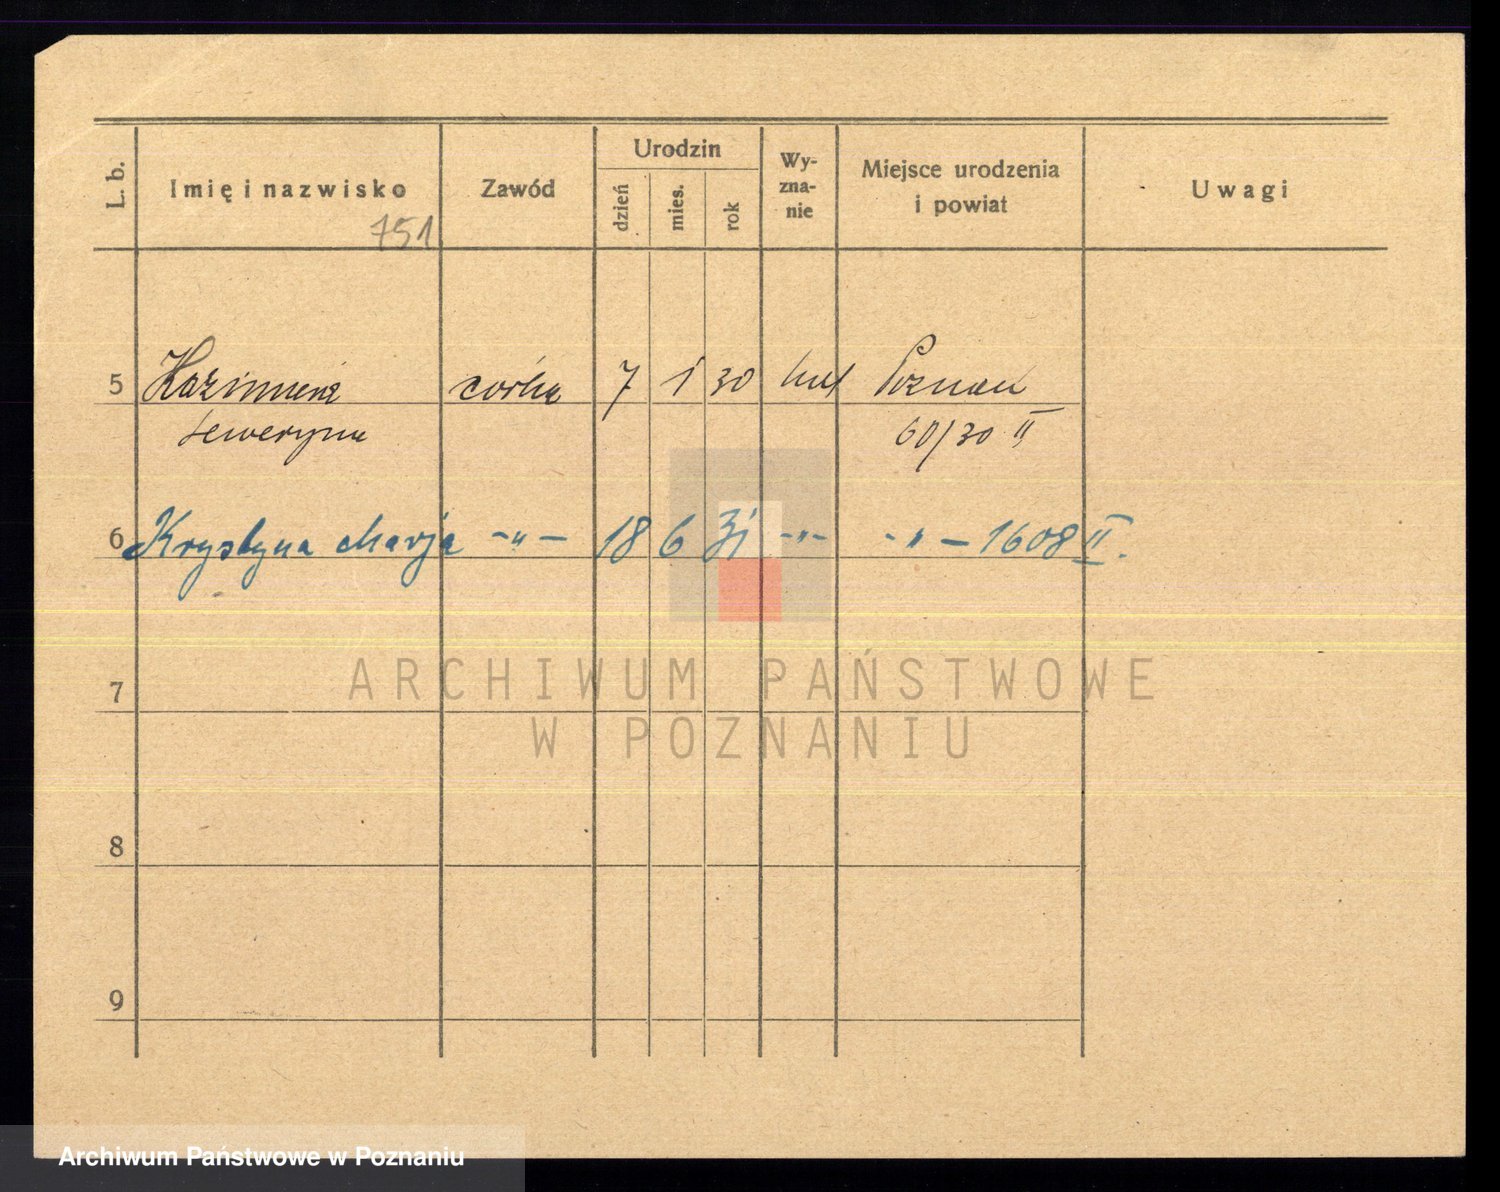 L. b. Imię i nazwisko Zawód Urodzin dzień mies. rok Wy-zna-nie Miejsce urodzenia i powiat Uwagi
751
5 Kazimiera córka 7 1 30 kat Poznań
Seweryna 60/30 II
6 Krystyna Marja -"- 18 6 31 -"- -"- 1608 II.
7
ARCHIWUM PAŃSTWOWE
W POZNANIU
8
9
Archiwum Państwowe w Poznaniu